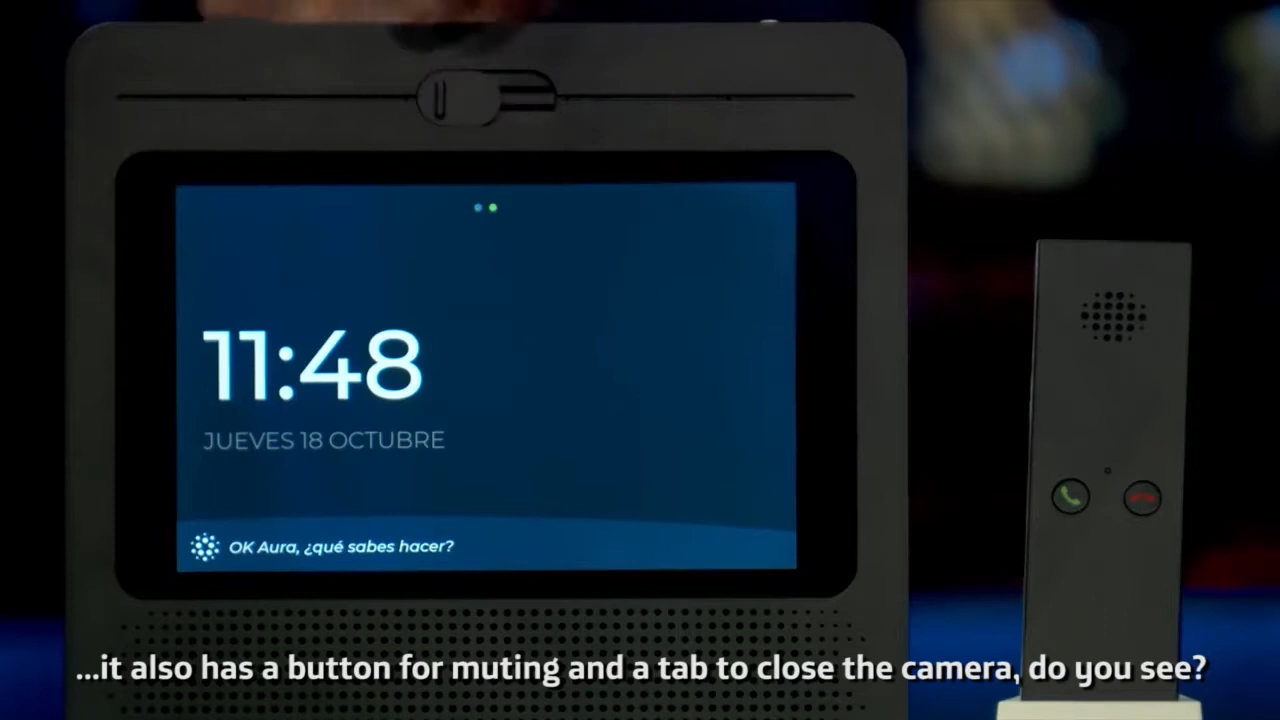 11:48
JUEVES 18 OCTUBRE
OK Aura, ¿qué sabes hacer?
...it also has a button for muting and a tab to close the camera, do you see?